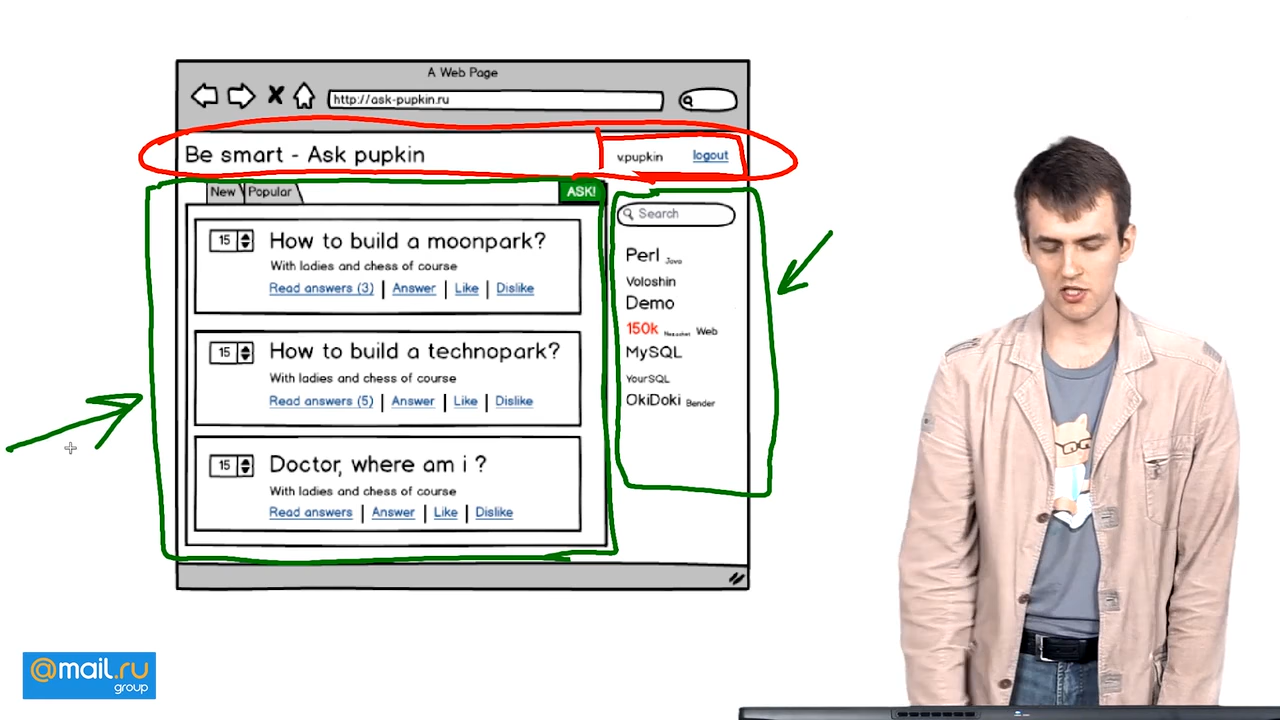 A Web Page
http://ask-pupkin.ru
Be smart - Ask pupkin
v.pupkin logout
New Popular ASK!
15 How to build a moonpark?
With ladies and chess of course
Read answers (3) | Answer | Like | Dislike
15 How to build a technopark?
With ladies and chess of course
Read answers (5) | Answer | Like | Dislike
15 Doctor, where am i ?
With ladies and chess of course
Read answers | Answer | Like | Dislike
Search
Perl Java
Voloshin
Demo
150k Web
MySQL
YourSQL
OkiDoki Bender
@mail.ru
group